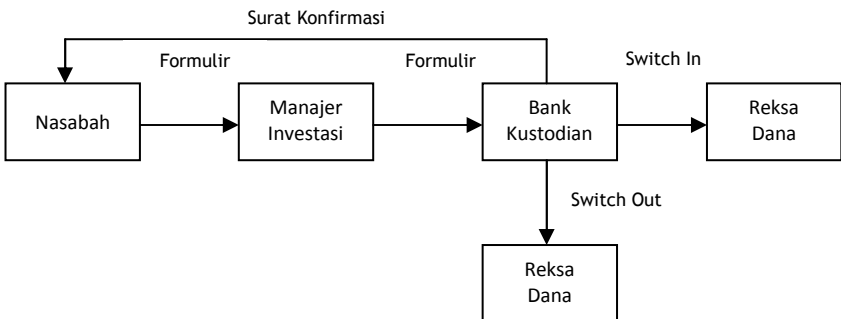 Surat Konfirmasi
Formulir
Formulir
Switch In
Nasabah
Manajer
Investasi
Bank
Kustodian
Reksa
Dana
Switch Out
Reksa
Dana